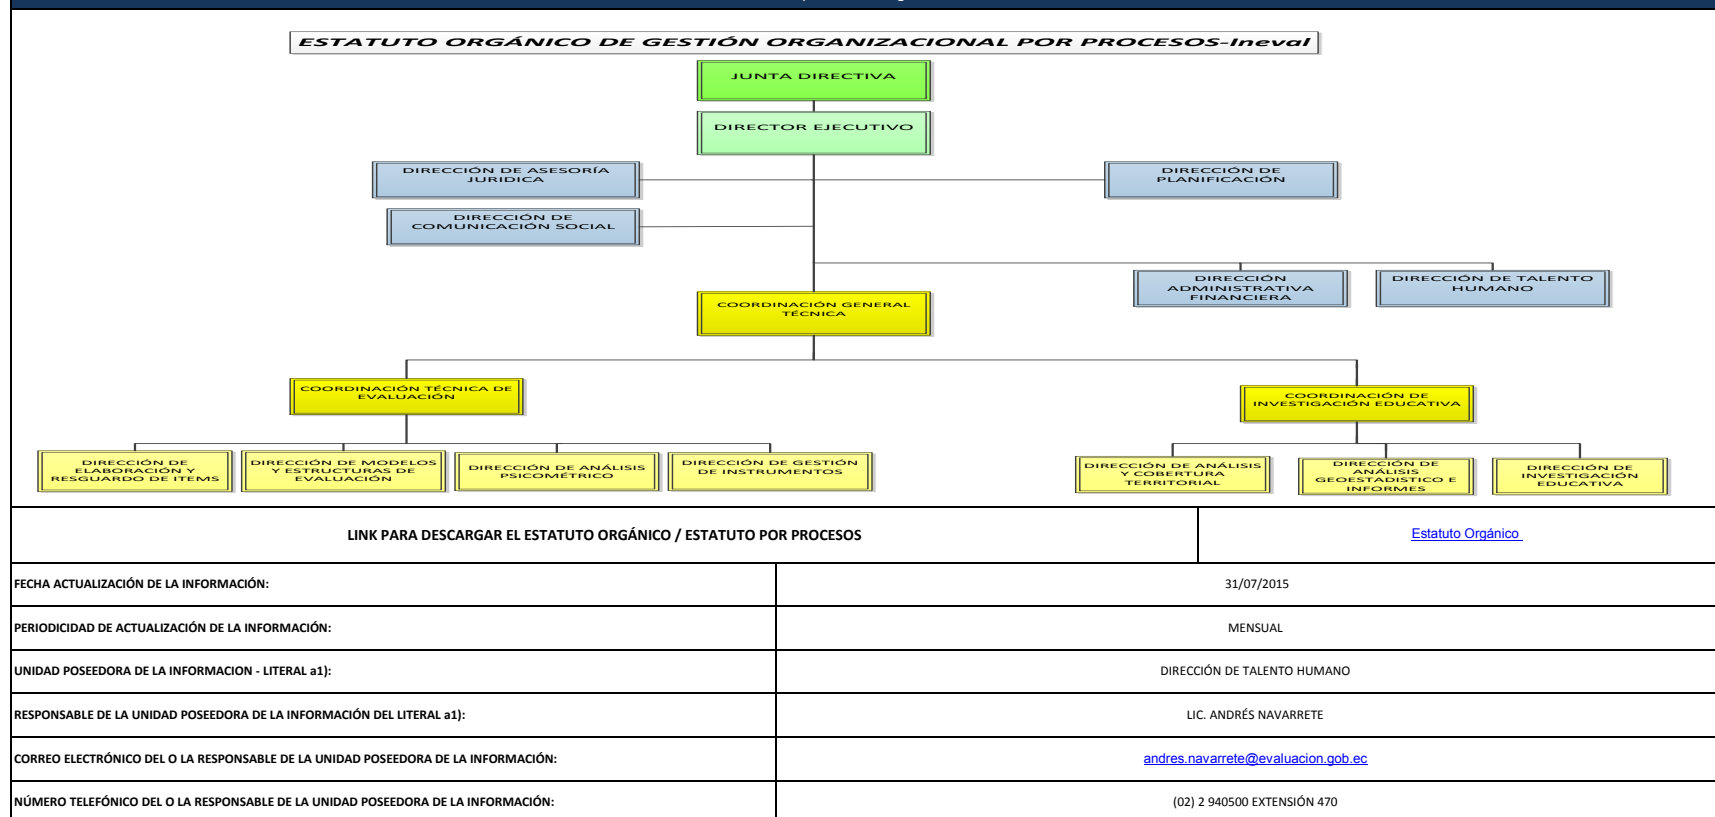 ESTATUTO ORGÁNICO DE GESTIÓN ORGANIZACIONAL POR PROCESOS-Ineval
JUNTA DIRECTIVA
DIRECTOR EJECUTIVO
DIRECCIÓN DE ASESORÍA
JURIDICA
DIRECCIÓN DE
PLANIFICACIÓN
DIRECCIÓN DE
COMUNICACIÓN SOCIAL
DIRECCIÓN
ADMINISTRATIVA
FINANCIERA
DIRECCIÓN DE TALENTO
HUMANO
COORDINACIÓN GENERAL
TÉCNICA
COORDINACIÓN TÉCNICA DE
EVALUACIÓN
COORDINACIÓN DE
INVESTIGACIÓN EDUCATIVA
DIRECCIÓN DE
ELABORACIÓN Y
RESGUARDO DE ITEMS
DIRECCIÓN DE MODELOS
Y ESTRUCTURAS DE
EVALUACIÓN
DIRECCIÓN DE ANÁLISIS
PSICOMÉTRICO
DIRECCIÓN DE GESTIÓN
DE INSTRUMENTOS
DIRECCIÓN DE ANÁLISIS
Y COBERTURA
TERRITORIAL
DIRECCIÓN DE
ANÁLISIS
GEOESTADISTICO E
INFORMES
DIRECCIÓN DE
INVESTIGACIÓN
EDUCATIVA
LINK PARA DESCARGAR EL ESTATUTO ORGÁNICO / ESTATUTO POR PROCESOS
Estatuto Orgánico
FECHA ACTUALIZACIÓN DE LA INFORMACIÓN:
31/07/2015
PERIODICIDAD DE ACTUALIZACIÓN DE LA INFORMACIÓN:
MENSUAL
UNIDAD POSEEDORA DE LA INFORMACION - LITERAL a1):
DIRECCIÓN DE TALENTO HUMANO
RESPONSABLE DE LA UNIDAD POSEEDORA DE LA INFORMACIÓN DEL LITERAL a1):
LIC. ANDRÉS NAVARRETE
CORREO ELECTRÓNICO DEL O LA RESPONSABLE DE LA UNIDAD POSEEDORA DE LA INFORMACIÓN:
andres.navarrete@evaluacion.gob.ec
NÚMERO TELEFÓNICO DEL O LA RESPONSABLE DE LA UNIDAD POSEEDORA DE LA INFORMACIÓN:
(02) 2 940500 EXTENSIÓN 470